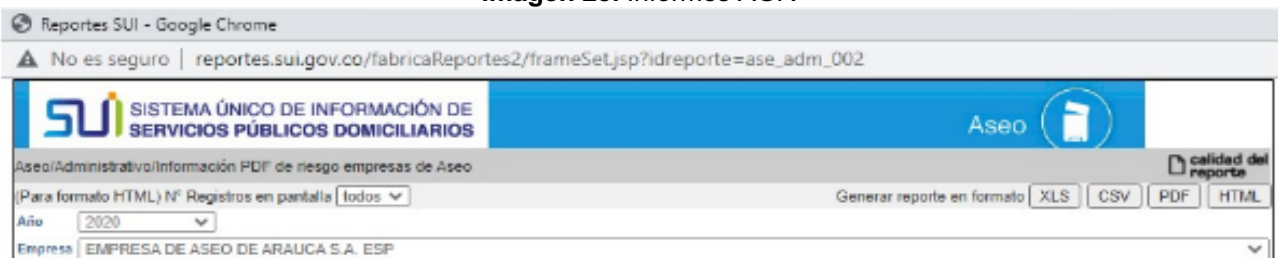 Reportes SUI - Google Chrome
No es seguro | reportes.sui.gov.co/fabricaReportes2/frameSet.jsp?idreporte=ase_adm_002
sui SISTEMA ÚNICO DE INFORMACIÓN DE
SERVICIOS PÚBLICOS DOMICILIARIOS
Aseo
Aseo/Administrativo/Información PDF de riesgo empresas de Aseo
calidad del
reporte
(Para formato HTML) Nº Registros en pantalla todos
Generar reporte en formato XLS CSV PDF HTML
Año 2020
Empresa EMPRESA DE ASEO DE ARAUCA S.A. ESP